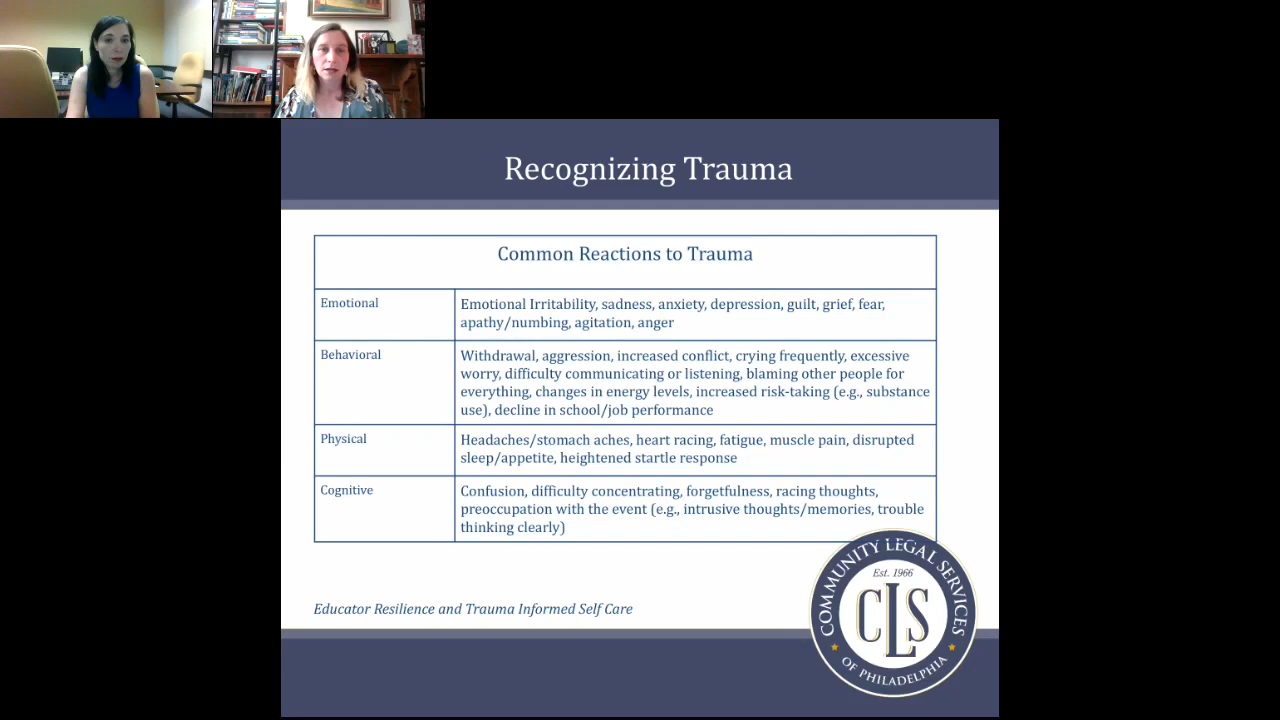 Recognizing Trauma
Common Reactions to Trauma
Emotional
Emotional Irritability, sadness, anxiety, depression, guilt, grief, fear,
apathy/numbing, agitation, anger
Behavioral
Withdrawal, aggression, increased conflict, crying frequently, excessive
worry, difficulty communicating or listening, blaming other people for
everything, changes in energy levels, increased risk-taking (e.g., substance
use), decline in school/job performance
Physical
Headaches/stomach aches, heart racing, fatigue, muscle pain, disrupted
sleep/appetite, heightened startle response
Cognitive
Confusion, difficulty concentrating, forgetfulness, racing thoughts,
preoccupation with the event (e.g., intrusive thoughts/memories, trouble
thinking clearly)
Educator Resilience and Trauma Informed Self Care
COMMUNITY LEGAL SERVICES
Est. 1966
CLS
OF PHILADELPHIA